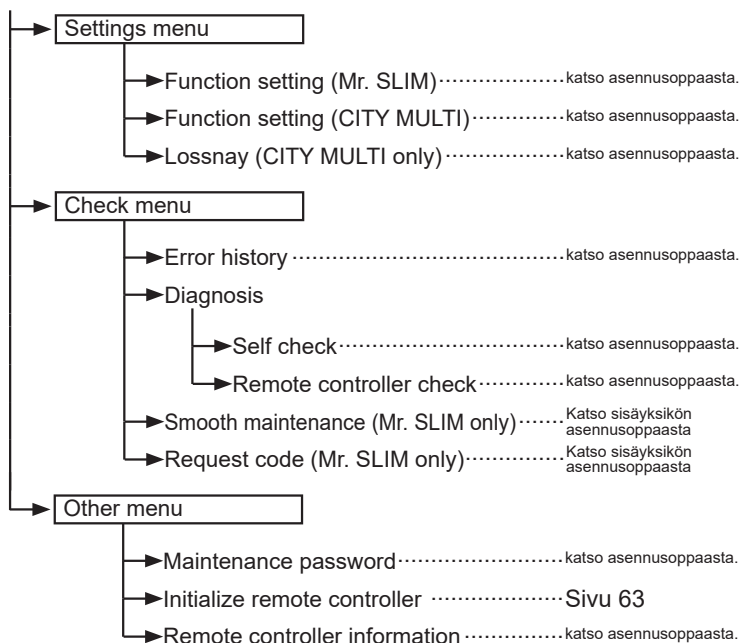 Settings menu
Function setting (Mr. SLIM)··················katso asennusoppaasta.
Function setting (CITY MULTI)··············katso asennusoppaasta.
Lossnay (CITY MULTI only)·················katso asennusoppaasta.
Check menu
Error history ········································katso asennusoppaasta.
Diagnosis
Self check ·································katso asennusoppaasta.
Remote controller check·············katso asennusoppaasta.
Smooth maintenance (Mr. SLIM only)······· Katso sisäyksikön
asennusoppaasta
Request code (Mr. SLIM only)··············· Katso sisäyksikön
asennusoppaasta
Other menu
Maintenance password························katso asennusoppaasta.
Initialize remote controller ···················Sivu 63
Remote controller information ···············katso asennusoppaasta.